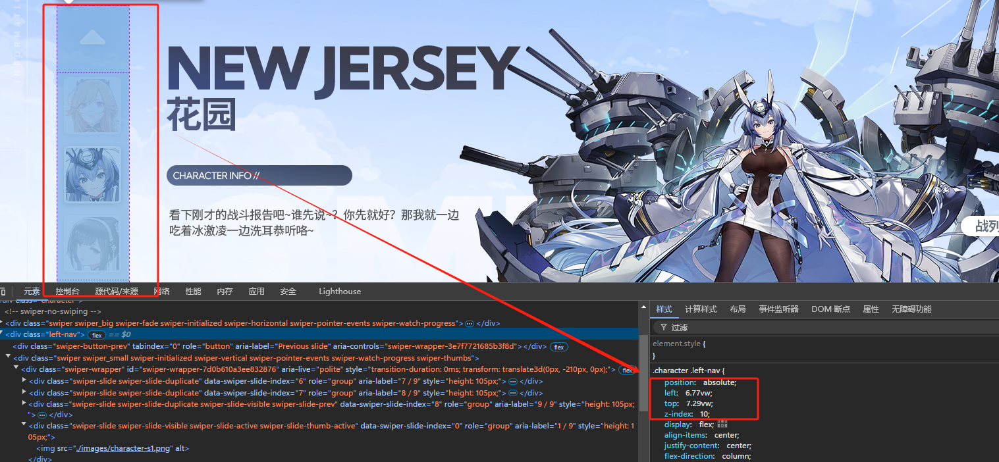 INFORMATIO
NEW JERSEY
花园
CHARACTER INFO //
看下刚才的战斗报告吧~谁先说~？你先就好？那我就一边
吃着冰激凌一边洗耳恭听咯~
战列
元素 控制台 源代码/来源 网络 性能 内存 应用 安全 Lighthouse
<!-- swiper-no-swiping -->
<div class="swiper swiper_big swiper-fade swiper-initialized swiper-horizontal swiper-pointer-events swiper-watch-progress"> … </div>
<div class="left-nav"> flex == $0
<div class="swiper-button-prev" tabindex="0" role="button" aria-label="Previous slide" aria-controls="swiper-wrapper-3e7f7721685b3f8d"></div> flex
<div class="swiper swiper_small swiper-initialized swiper-vertical swiper-pointer-events swiper-watch-progress swiper-thumbs">
<div class="swiper-wrapper" id="swiper-wrapper-7d0b610a3ee832876" aria-live="polite" style="transition-duration: 0ms; transform: translate3d(0px, -210px, 0px);"> flex
<div class="swiper-slide swiper-slide-duplicate" data-swiper-slide-index="6" role="group" aria-label="7 / 9" style="height: 105px;"> … </div>
<div class="swiper-slide swiper-slide-duplicate" data-swiper-slide-index="7" role="group" aria-label="8 / 9" style="height: 105px;"> … </div>
<div class="swiper-slide swiper-slide-duplicate swiper-slide-visible swiper-slide-prev" data-swiper-slide-index="8" role="group" aria-label="9 / 9" style="height: 105px;
"> … </div>
<div class="swiper-slide swiper-slide-visible swiper-slide-active swiper-slide-thumb-active" data-swiper-slide-index="0" role="group" aria-label="1 / 9" style="height: 1
05px;">
<img src="./images/character-s1.png" alt>
</div>
样式 计算样式 布局 事件监听器 DOM 断点 属性 无障碍功能
过滤
element.style {
}
.character .left-nav {
position: absolute;
left: 6.77vw;
top: 7.29vw;
z-index: 10;
display: flex;
align-items: center;
justify-content: center;
flex-direction: column;